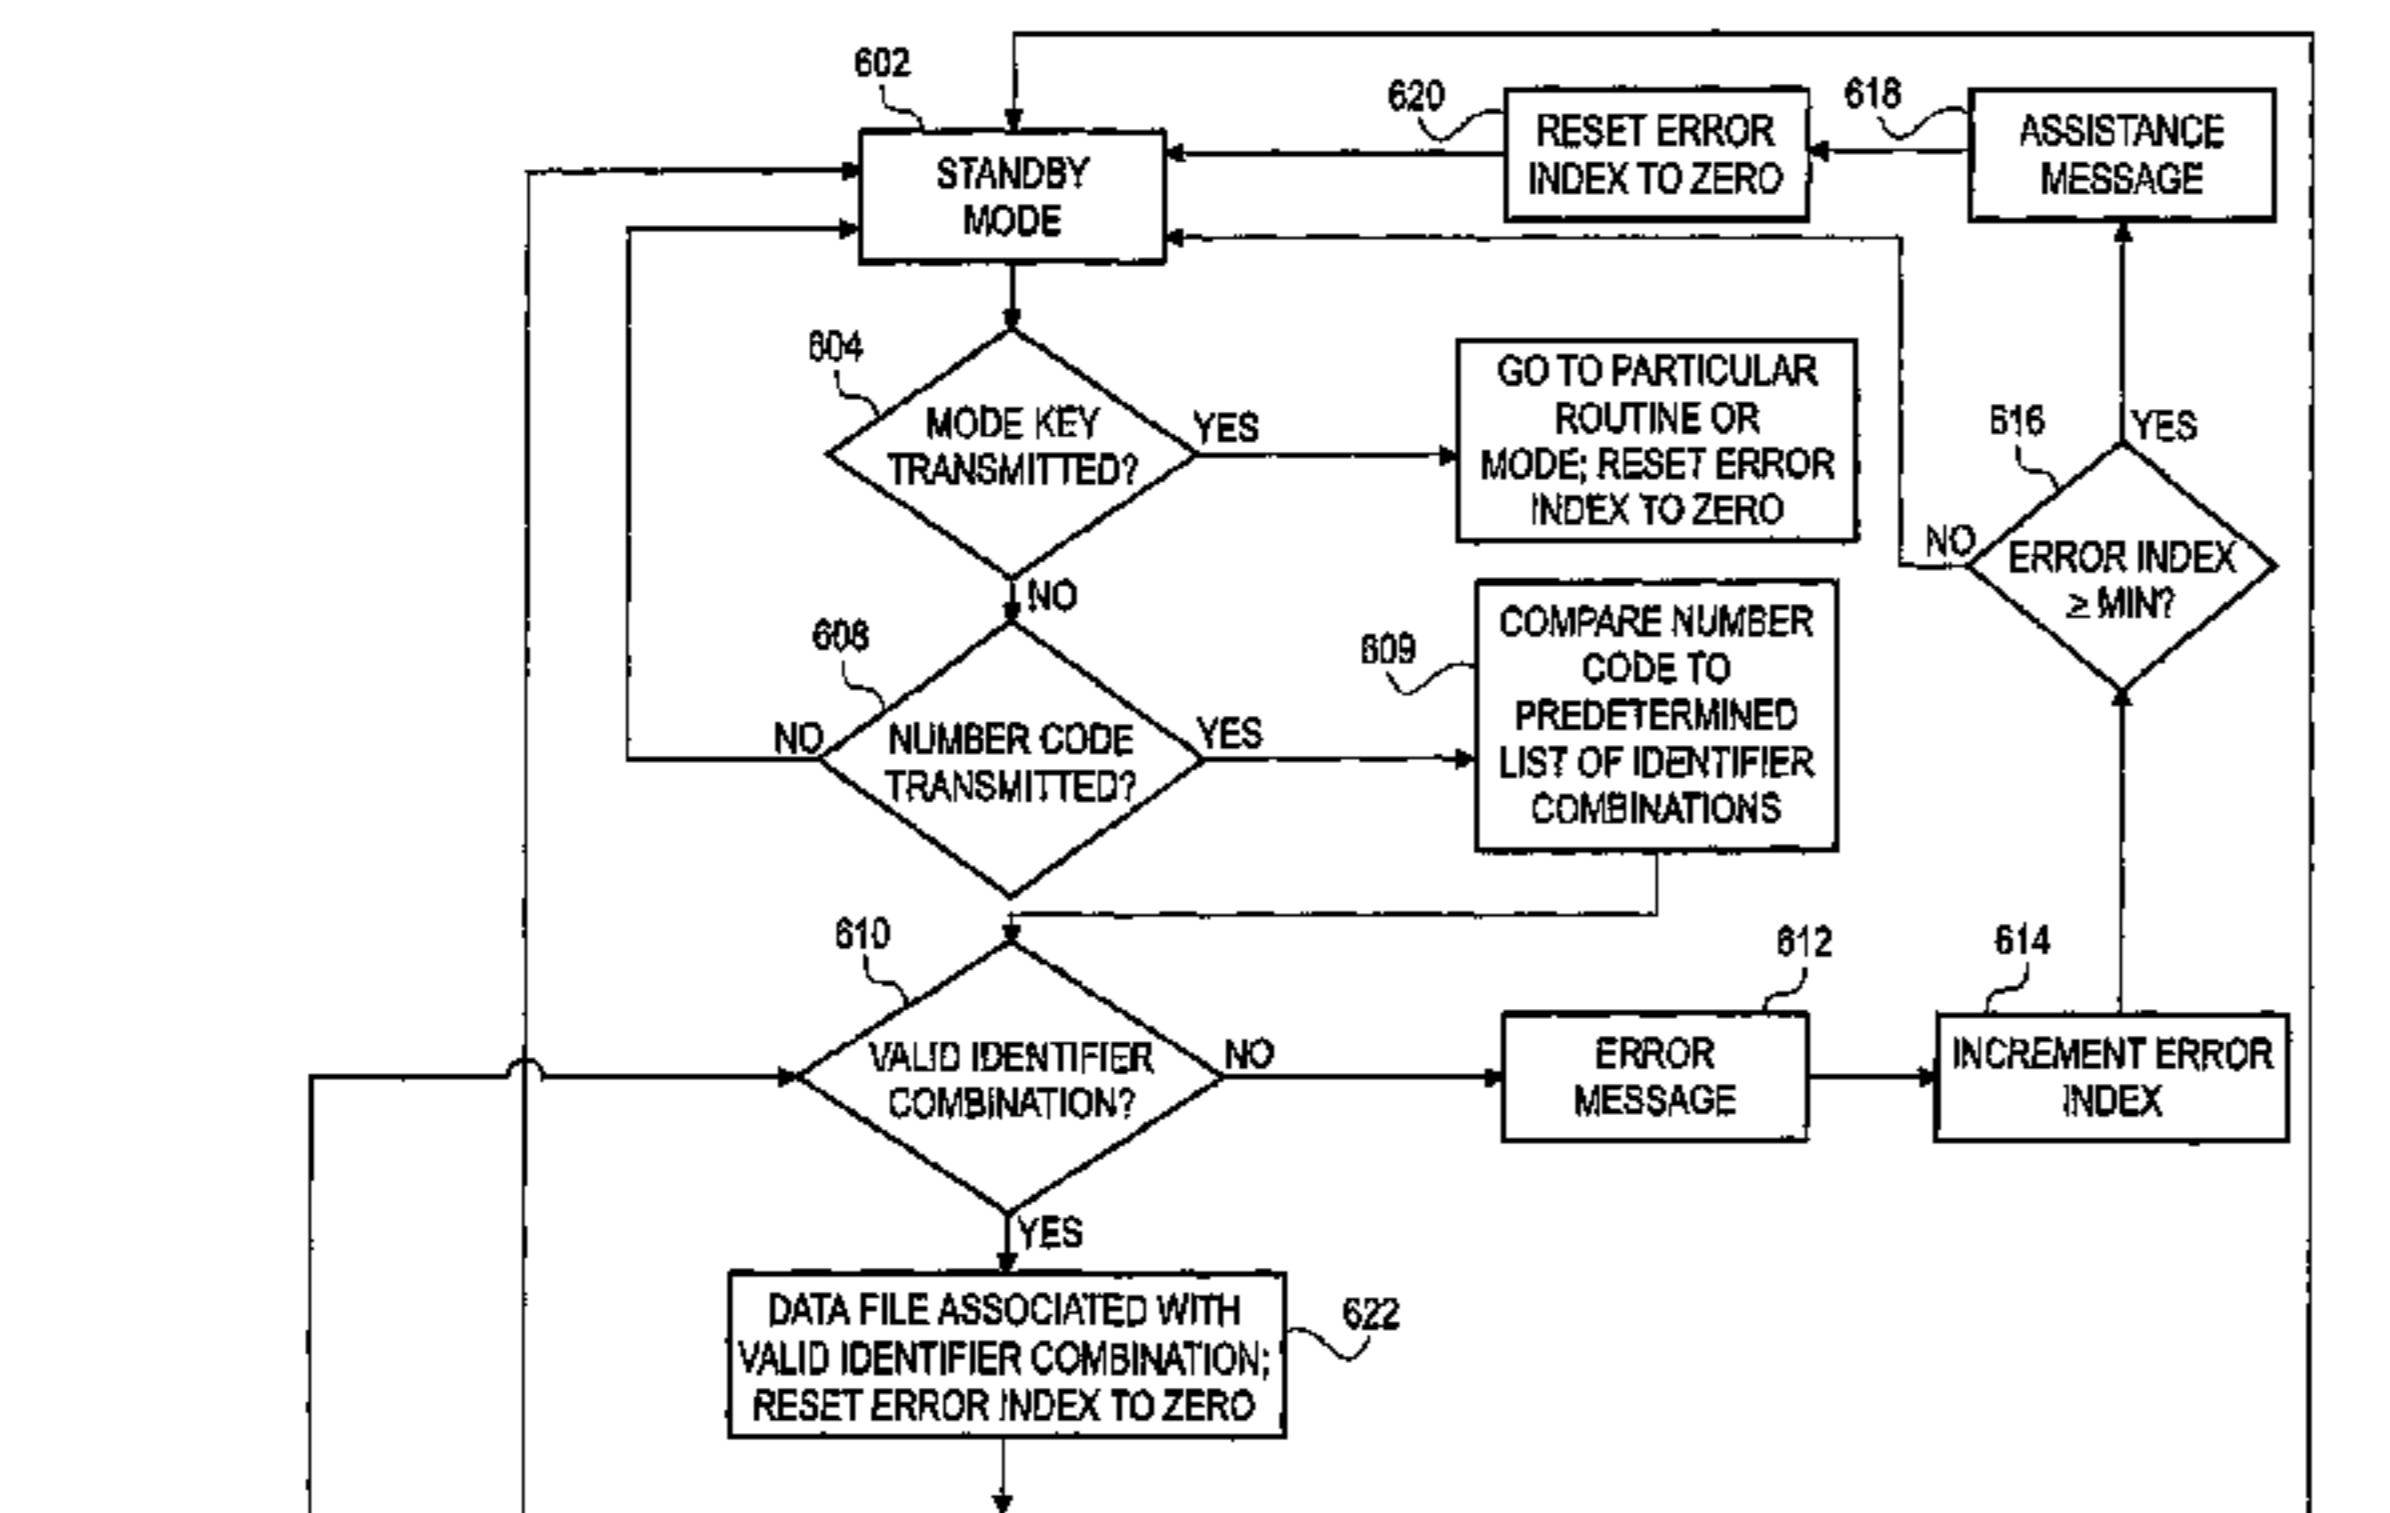 602
STANDBY
MODE
620
RESET ERROR
INDEX TO ZERO
618
ASSISTANCE
MESSAGE
604
MODE KEY
TRANSMITTED?
YES
NO
GO TO PARTICULAR
ROUTINE OR
MODE; RESET ERROR
INDEX TO ZERO
616
YES
NO
ERROR INDEX
≥ MIN?
608
NO
NUMBER CODE
TRANSMITTED?
YES
609
COMPARE NUMBER
CODE TO
PREDETERMINED
LIST OF IDENTIFIER
COMBINATIONS
610
VALID IDENTIFIER
COMBINATION?
NO
YES
612
ERROR
MESSAGE
614
INCREMENT ERROR
INDEX
DATA FILE ASSOCIATED WITH
VALID IDENTIFIER COMBINATION;
RESET ERROR INDEX TO ZERO
622